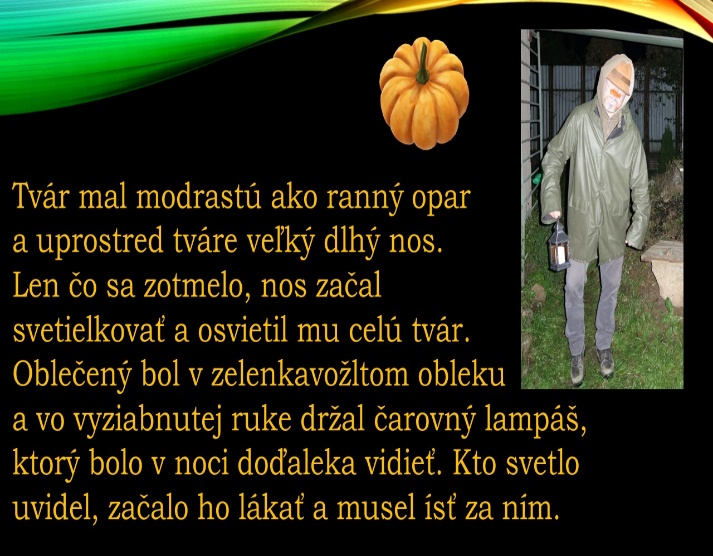 Tvár mal modrastú ako ranný opar
a uprostred tváre veľký dlhý nos.
Len čo sa zotmelo, nos začal
svetielkovať a osvietil mu celú tvár.
Oblečený bol v zelenkavožltom obleku
a vo vyziabnutej ruke držal čarovný lampáš,
ktorý bolo v noci doďaleka vidieť. Kto svetlo
uvidel, začalo ho lákať a musel ísť za ním.